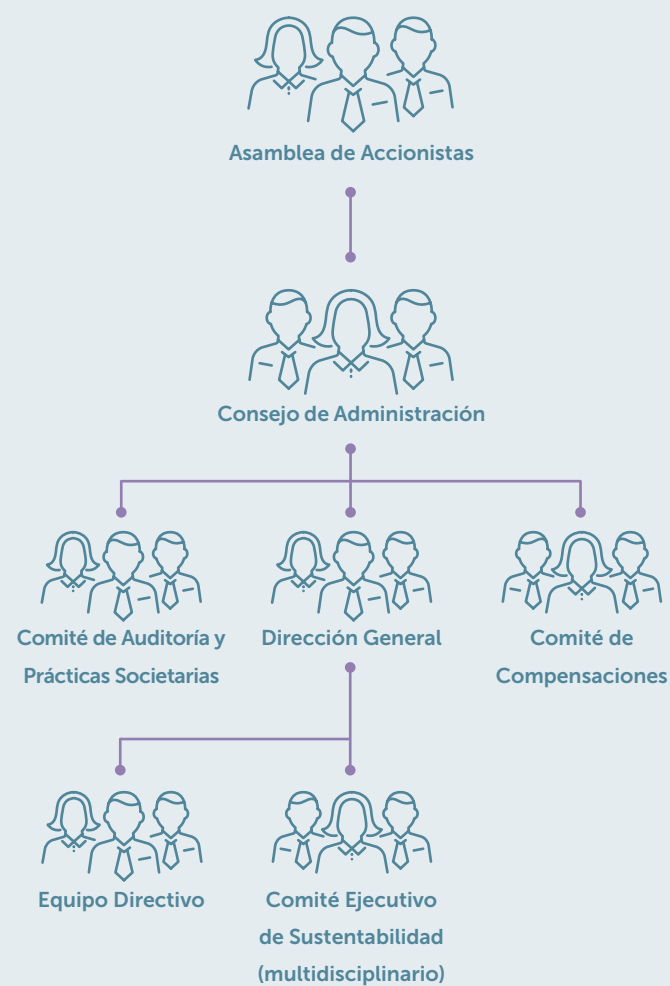 Asamblea de Accionistas
Consejo de Administración
Comité de Auditoría y
Prácticas Societarias
Dirección General
Comité de
Compensaciones
Equipo Directivo
Comité Ejecutivo
de Sustentabilidad
(multidisciplinario)